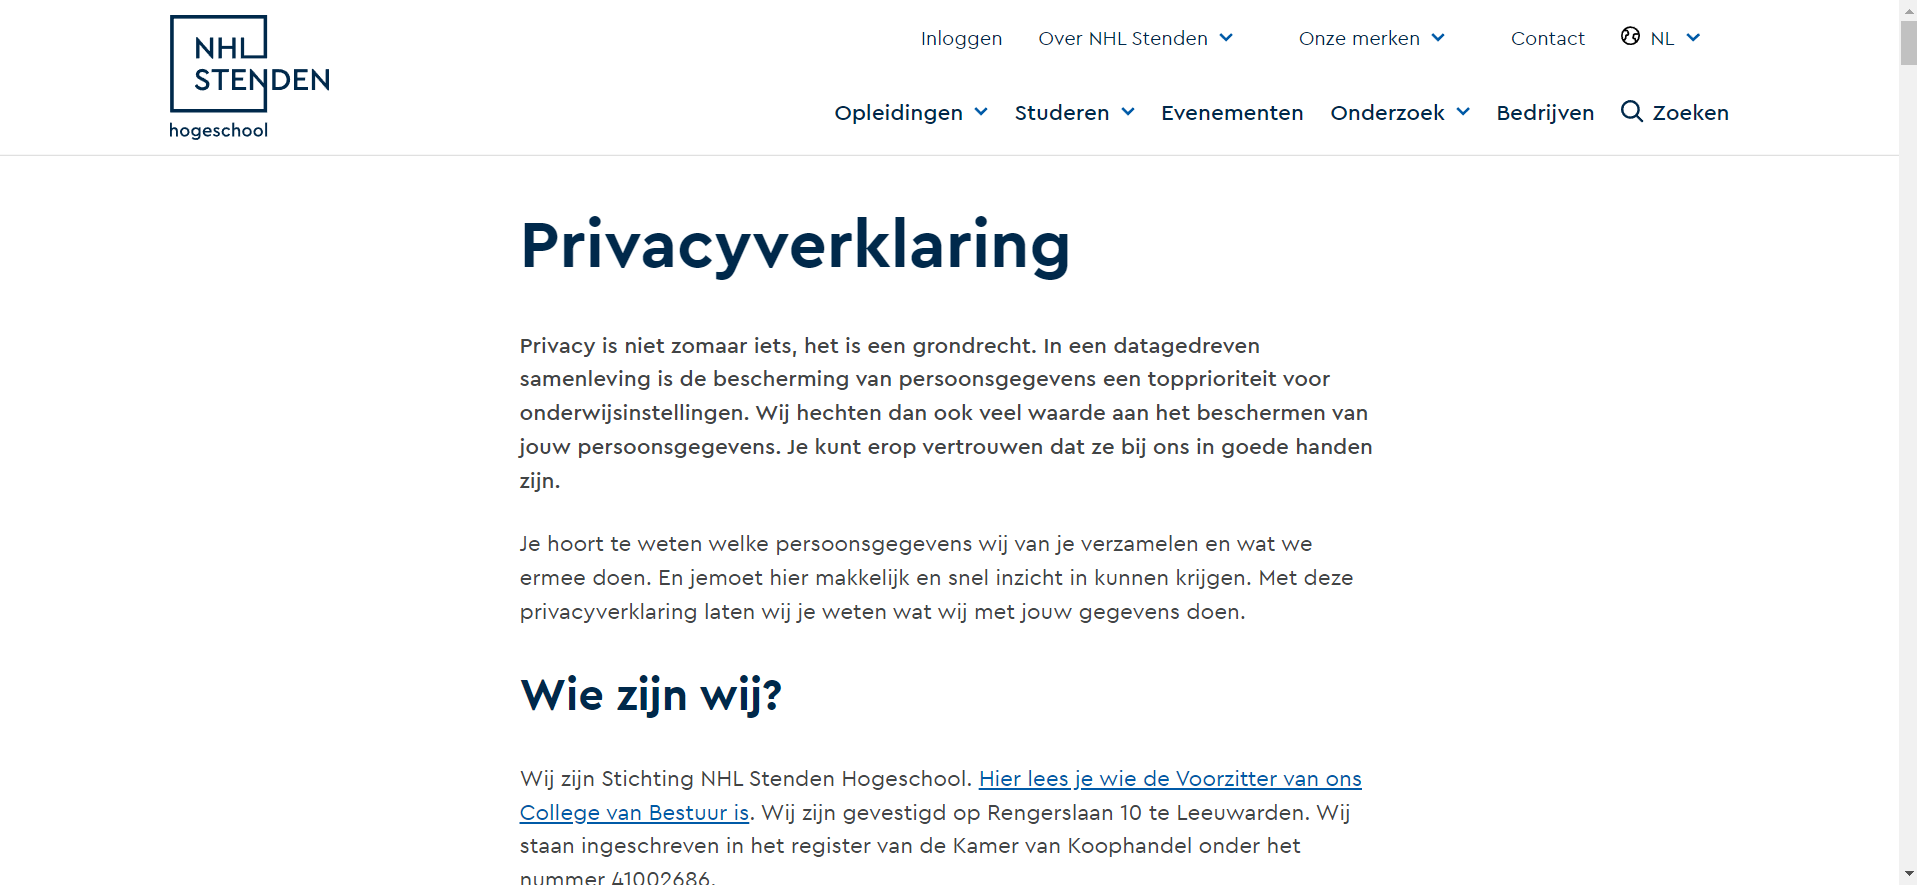 NHL
STENDEN
hogeschool
Inloggen Over NHL Stenden Onze merken Contact NL
Opleidingen Studeren Evenementen Onderzoek Bedrijven Zoeken
Privacyverklaring
Privacy is niet zomaar iets, het is een grondrecht. In een datagedreven
samenleving is de bescherming van persoonsgegevens een topprioriteit voor
onderwijsinstellingen. Wij hechten dan ook veel waarde aan het beschermen van
jouw persoonsgegevens. Je kunt erop vertrouwen dat ze bij ons in goede handen
zijn.
Je hoort te weten welke persoonsgegevens wij van je verzamelen en wat we
ermee doen. En jemoet hier makkelijk en snel inzicht in kunnen krijgen. Met deze
privacyverklaring laten wij je weten wat wij met jouw gegevens doen.
Wie zijn wij?
Wij zijn Stichting NHL Stenden Hogeschool. Hier lees je wie de Voorzitter van ons
College van Bestuur is. Wij zijn gevestigd op Rengerslaan 10 te Leeuwarden. Wij
staan ingeschreven in het register van de Kamer van Koophandel onder het
nummer 41002686.